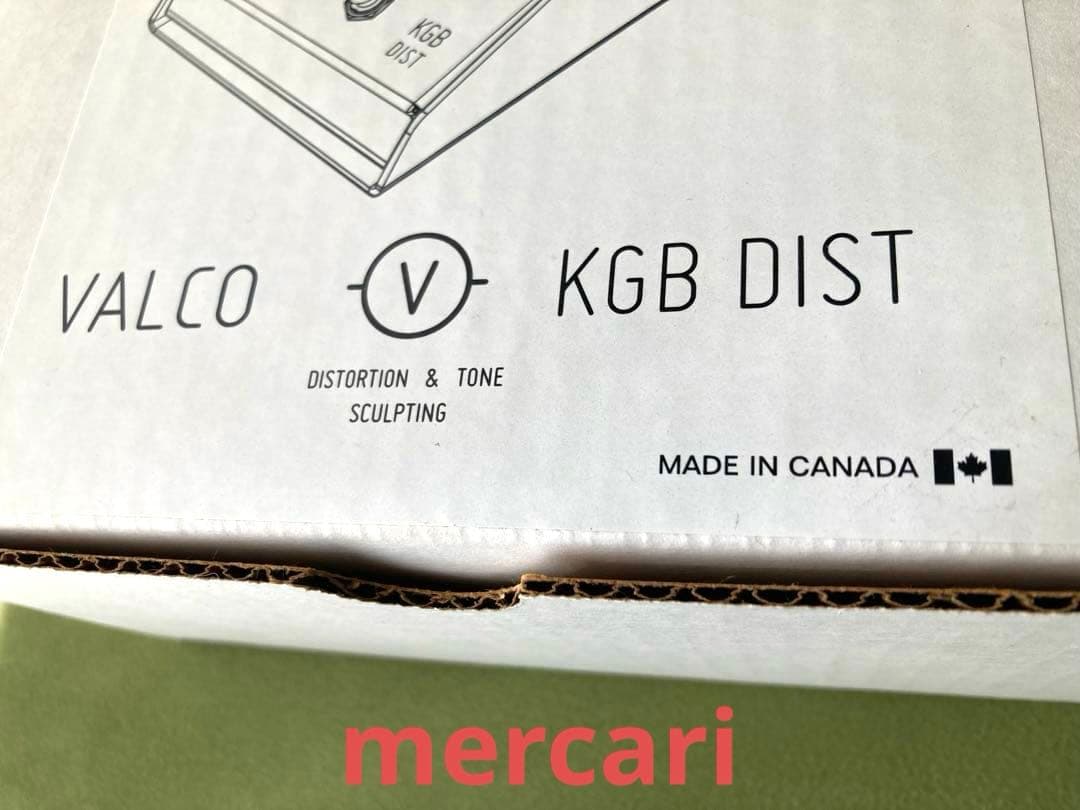 KGB
DIST
VALCO V KGB DIST
DISTORTION & TONE
SCULPTING
MADE IN CANADA
mercari